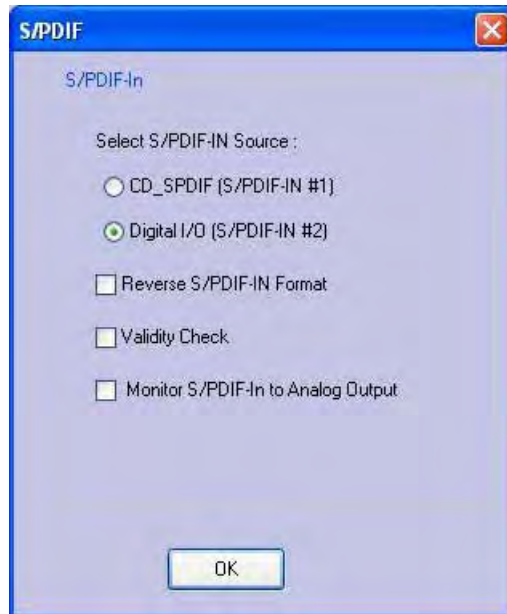 S/PDIF
S/PDIF-In
Select S/PDIF-IN Source :
CD_SPDIF (S/PDIF-IN #1)
Digital I/O (S/PDIF-IN #2)
Reverse S/PDIF-IN Format
Validity Check
Monitor S/PDIF-In to Analog Output
OK